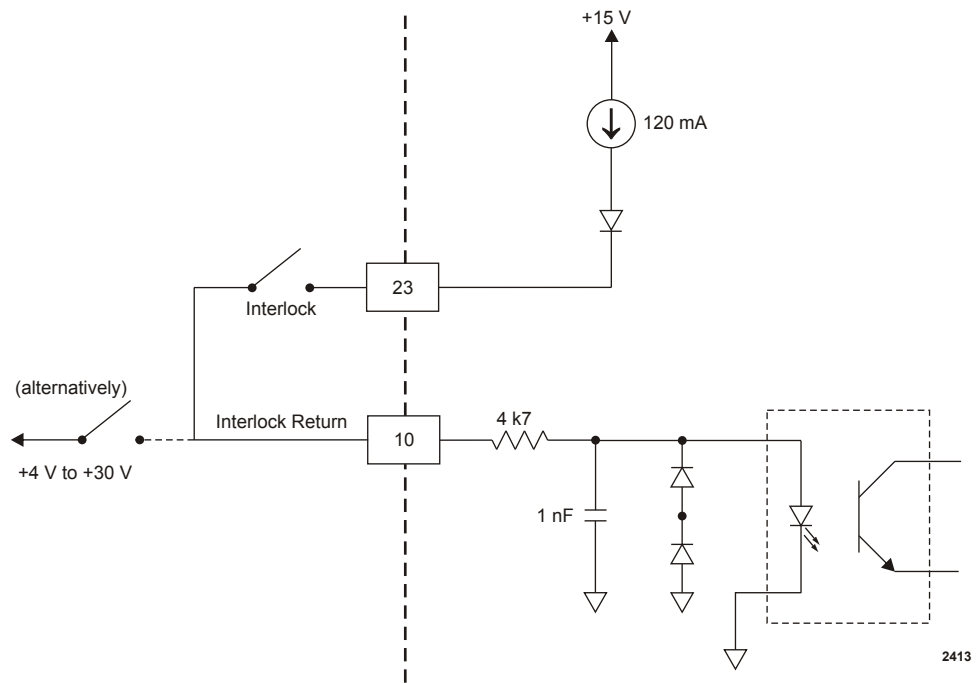 +15 V
120 mA
23
Interlock
(alternatively)
Interlock Return
10
4 k7
+4 V to +30 V
1 nF
2413